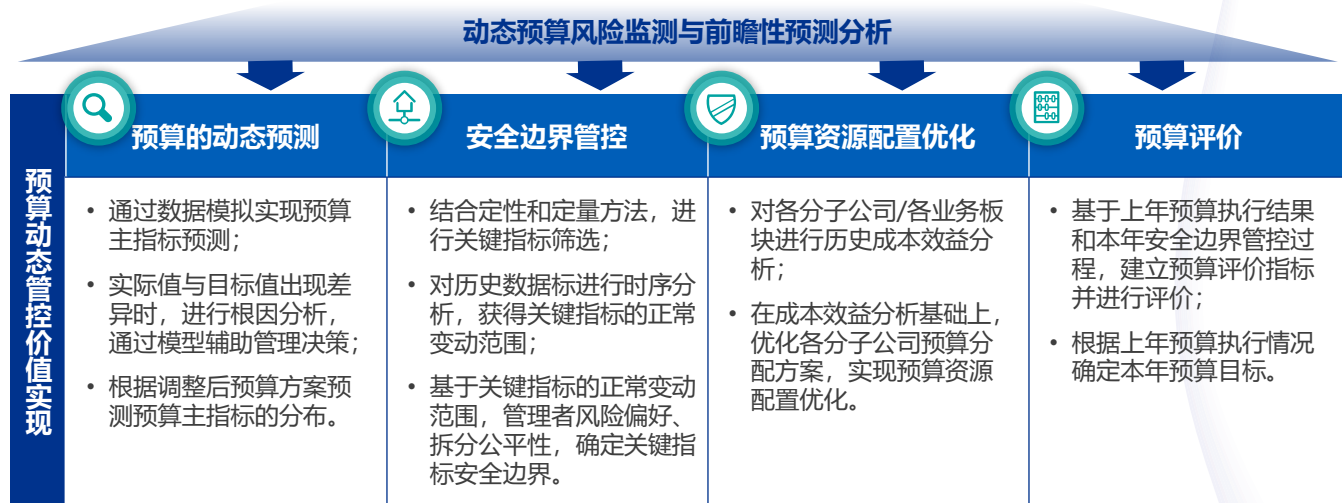 动态预算风险监测与前瞻性预测分析
预算动态管控价值实现
预算的动态预测
• 通过数据模拟实现预算
主指标预测；
• 实际值与目标值出现差
异时，进行根因分析，
通过模型辅助管理决策；
• 根据调整后预算方案预
测预算主指标的分布。
安全边界管控
• 结合定性和定量方法，进
行关键指标筛选；
• 对历史数据标进行时序分
析，获得关键指标的正常
变动范围；
• 基于关键指标的正常变动
范围，管理者风险偏好、
拆分公平性，确定关键指
标安全边界。
预算资源配置优化
• 对各分子公司/各业务板
块进行历史成本效益分
析；
• 在成本效益分析基础上，
优化各分子公司预算分
配方案，实现预算资源
配置优化。
预算评价
• 基于上年预算执行结果
和本年安全边界管控过
程，建立预算评价指标
并进行评价；
• 根据上年预算执行情况
确定本年预算目标。